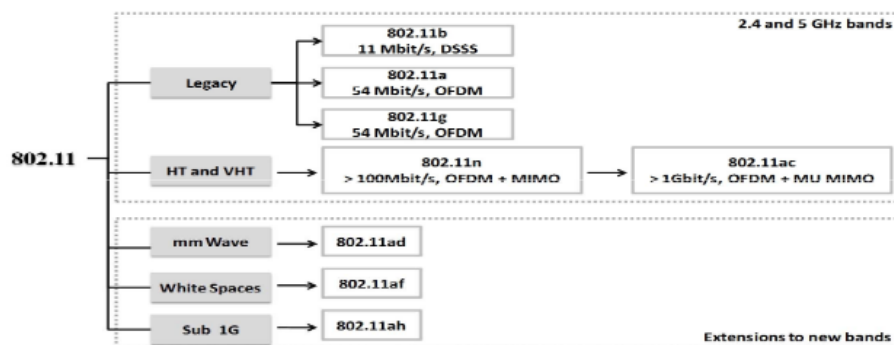 2.4 and 5 GHz bands
802.11b
11 Mbit/s, DSSS
Legacy
802.11a
54 Mbit/s, OFDM
802.11g
54 Mbit/s, OFDM
802.11
HT and VHT
802.11n
> 100Mbit/s, OFDM + MIMO
802.11ac
> 1Gbit/s, OFDM + MU MIMO
mm Wave
802.11ad
White Spaces
802.11af
Sub 1G
802.11ah
Extensions to new bands